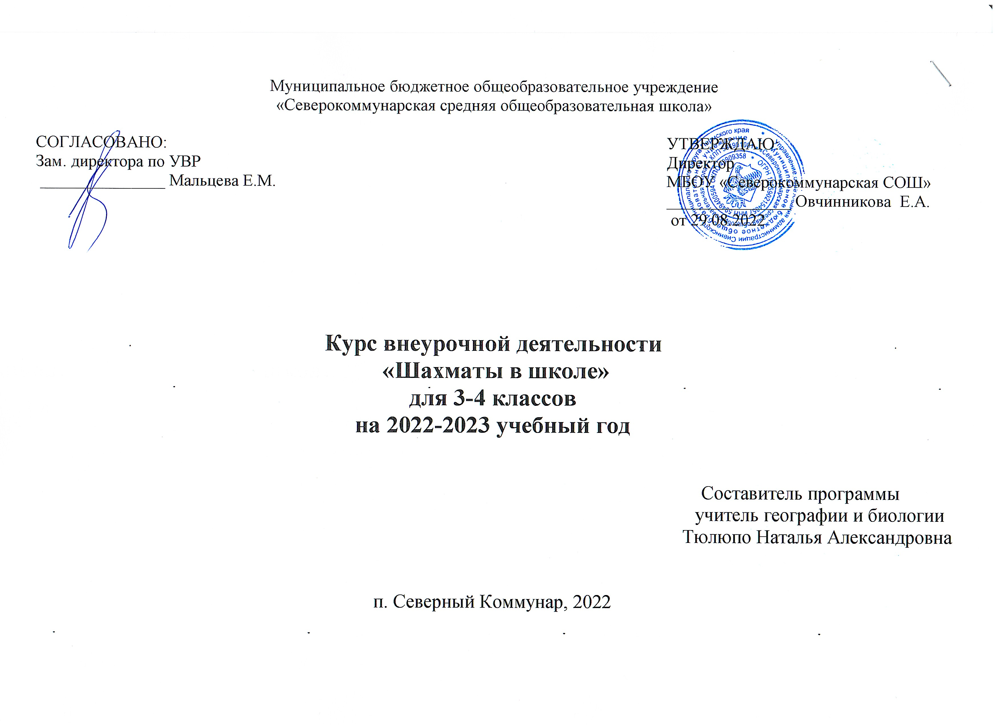 Муниципальное бюджетное общеобразовательное учреждение
«Северокоммунарская средняя общеобразовательная школа»
СОГЛАСОВАНО:
Зам. директора по УВР
_______________ Мальцева Е.М.
УТВЕРЖДАЮ
Директор
МБОУ «Северокоммунарская СОШ»
_______________ Овчинникова Е.А.
от 29.08.2022
Курс внеурочной деятельности
«Шахматы в школе»
для 3-4 классов
на 2022-2023 учебный год
Составитель программы
учитель географии и биологии
Тюлюпо Наталья Александровна
п. Северный Коммунар, 2022